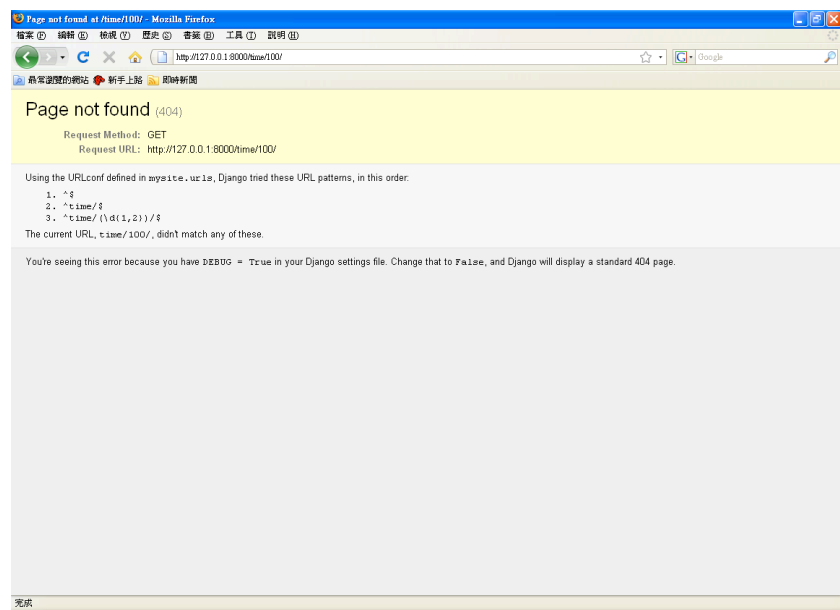 Page not found at /time/100/ - Mozilla Firefox
檔案(F) 編輯(E) 檢視(V) 歷史(S) 書籤(B) 工具(T) 說明(H)
http://127.0.0.1:8000/time/100/ Google
最常瀏覽的網站 新手上路 即時新聞
Page not found (404)
Request Method: GET
Request URL: http://127.0.0.1:8000/time/100/
Using the URLconf defined in mysite.urls, Django tried these URL patterns, in this order:
1. ^$
2. ^time/$
3. ^time/(\d{1,2})/$
The current URL, time/100/, didn't match any of these.
You're seeing this error because you have DEBUG = True in your Django settings file. Change that to False, and Django will display a standard 404 page.
完成